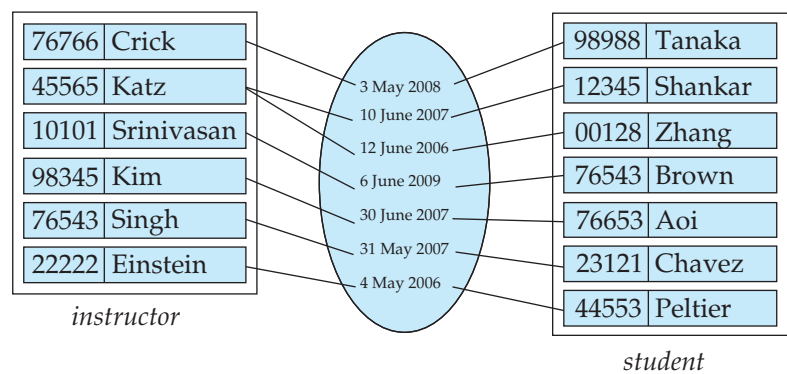 76766 Crick
45565 Katz
10101 Srinivasan
98345 Kim
76543 Singh
22222 Einstein
instructor
3 May 2008
10 June 2007
12 June 2006
6 June 2009
30 June 2007
31 May 2007
4 May 2006
98988 Tanaka
12345 Shankar
00128 Zhang
76543 Brown
76653 Aoi
23121 Chavez
44553 Peltier
student